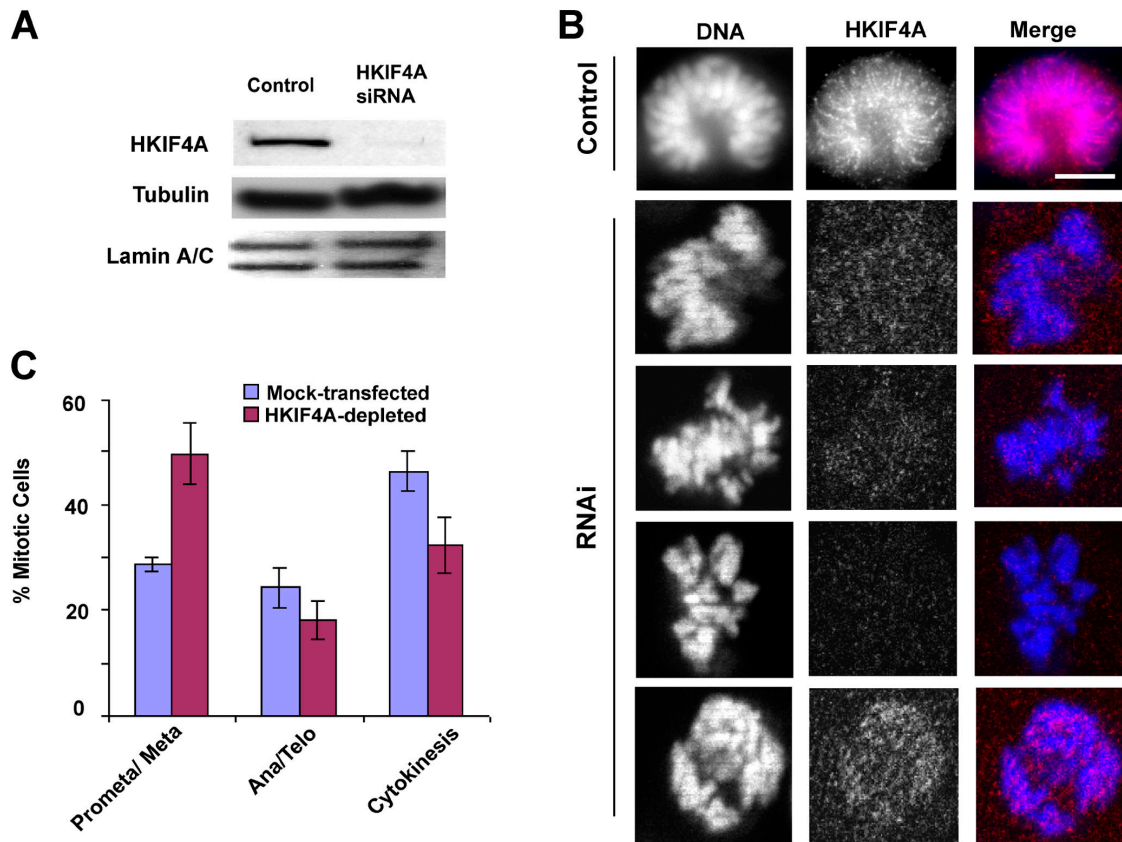 A
Control
HKIF4A
siRNA
HKIF4A
Tubulin
Lamin A/C
B
DNA
HKIF4A
Merge
Control
RNAi
C
Mock-transfected
HKIF4A-depleted
% Mitotic Cells
60
40
20
0
Prometa/ Meta
Ana/Telo
Cytokinesis